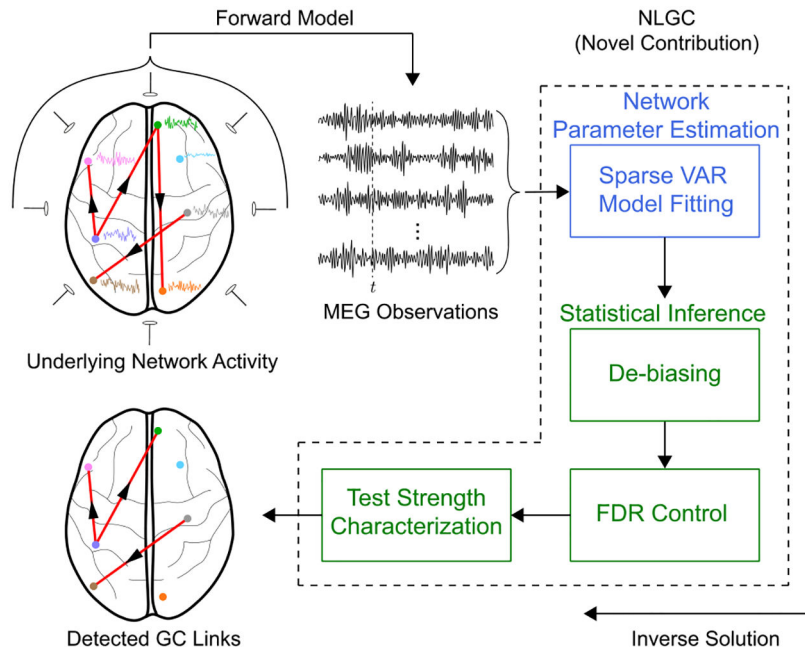 Forward Model
NLGC
(Novel Contribution)
Network
Parameter Estimation
Sparse VAR
Model Fitting
⋮
t
MEG Observations
Underlying Network Activity
Statistical Inference
De-biasing
Test Strength
Characterization
FDR Control
Detected GC Links
Inverse Solution